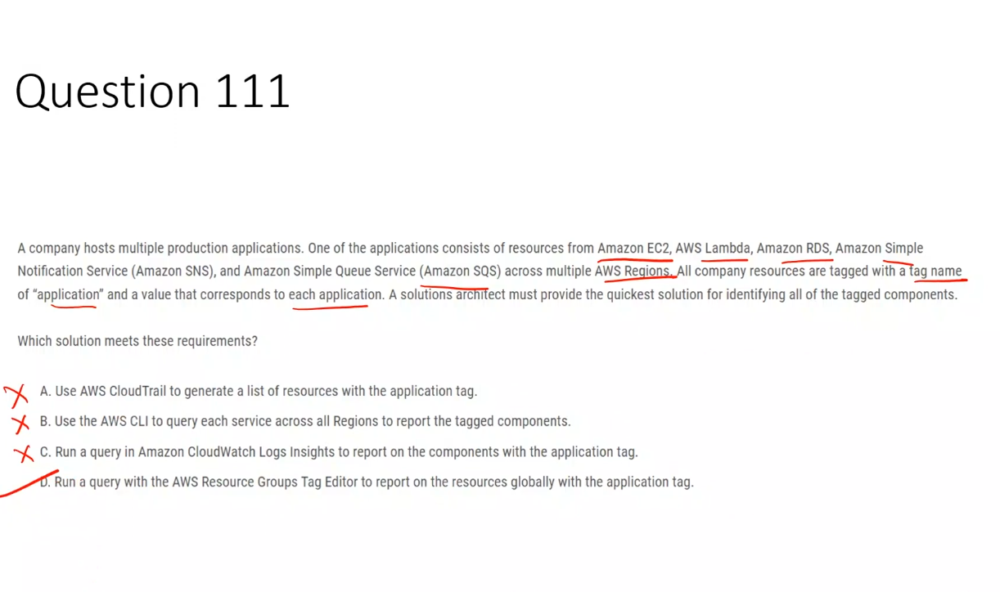 Question 111
A company hosts multiple production applications. One of the applications consists of resources from Amazon EC2, AWS Lambda, Amazon RDS, Amazon Simple
Notification Service (Amazon SNS), and Amazon Simple Queue Service (Amazon SQS) across multiple AWS Regions. All company resources are tagged with a tag name
of “application” and a value that corresponds to each application. A solutions architect must provide the quickest solution for identifying all of the tagged components.
Which solution meets these requirements?
A. Use AWS CloudTrail to generate a list of resources with the application tag.
B. Use the AWS CLI to query each service across all Regions to report the tagged components.
C. Run a query in Amazon CloudWatch Logs Insights to report on the components with the application tag.
D. Run a query with the AWS Resource Groups Tag Editor to report on the resources globally with the application tag.